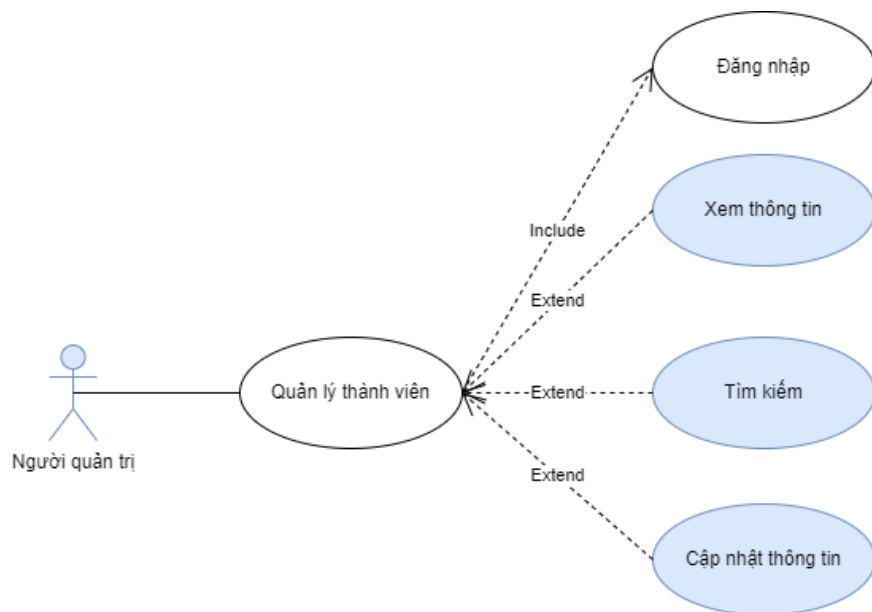 Đăng nhập
Xem thông tin
Include
Extend
Quản lý thành viên
Extend
Tìm kiếm
Người quản trị
Extend
Cập nhật thông tin